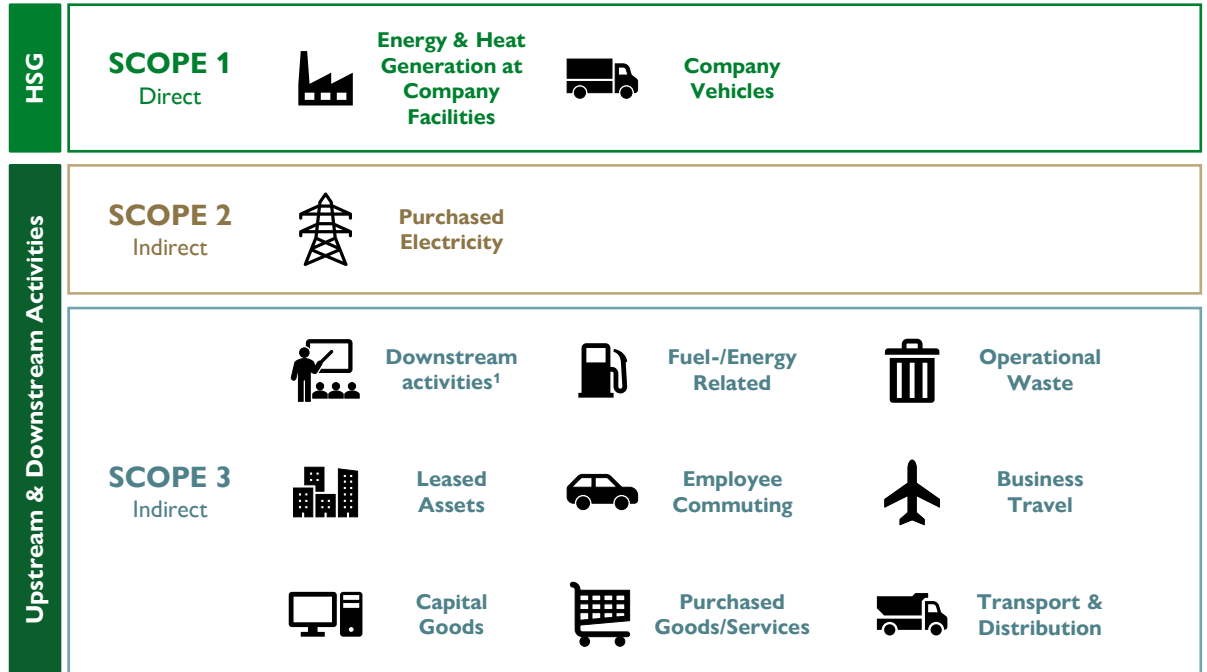 HSG
SCOPE 1
Direct
Energy & Heat
Generation at
Company
Facilities
Company
Vehicles
Upstream & Downstream Activities
SCOPE 2
Indirect
Purchased
Electricity
SCOPE 3
Indirect
Downstream
activities¹
Fuel-/Energy
Related
Operational
Waste
Leased
Assets
Employee
Commuting
Business
Travel
Capital
Goods
Purchased
Goods/Services
Transport &
Distribution